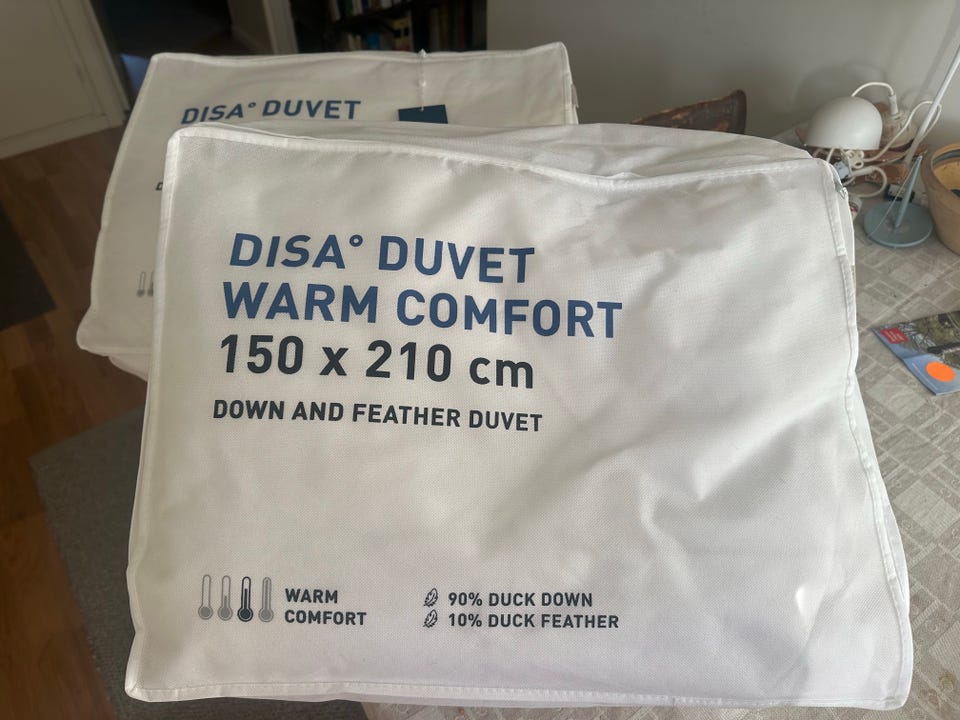 DISA° DUVET
DISA° DUVET
WARM COMFORT
150 x 210 cm
DOWN AND FEATHER DUVET
WARM
COMFORT
90% DUCK DOWN
10% DUCK FEATHER